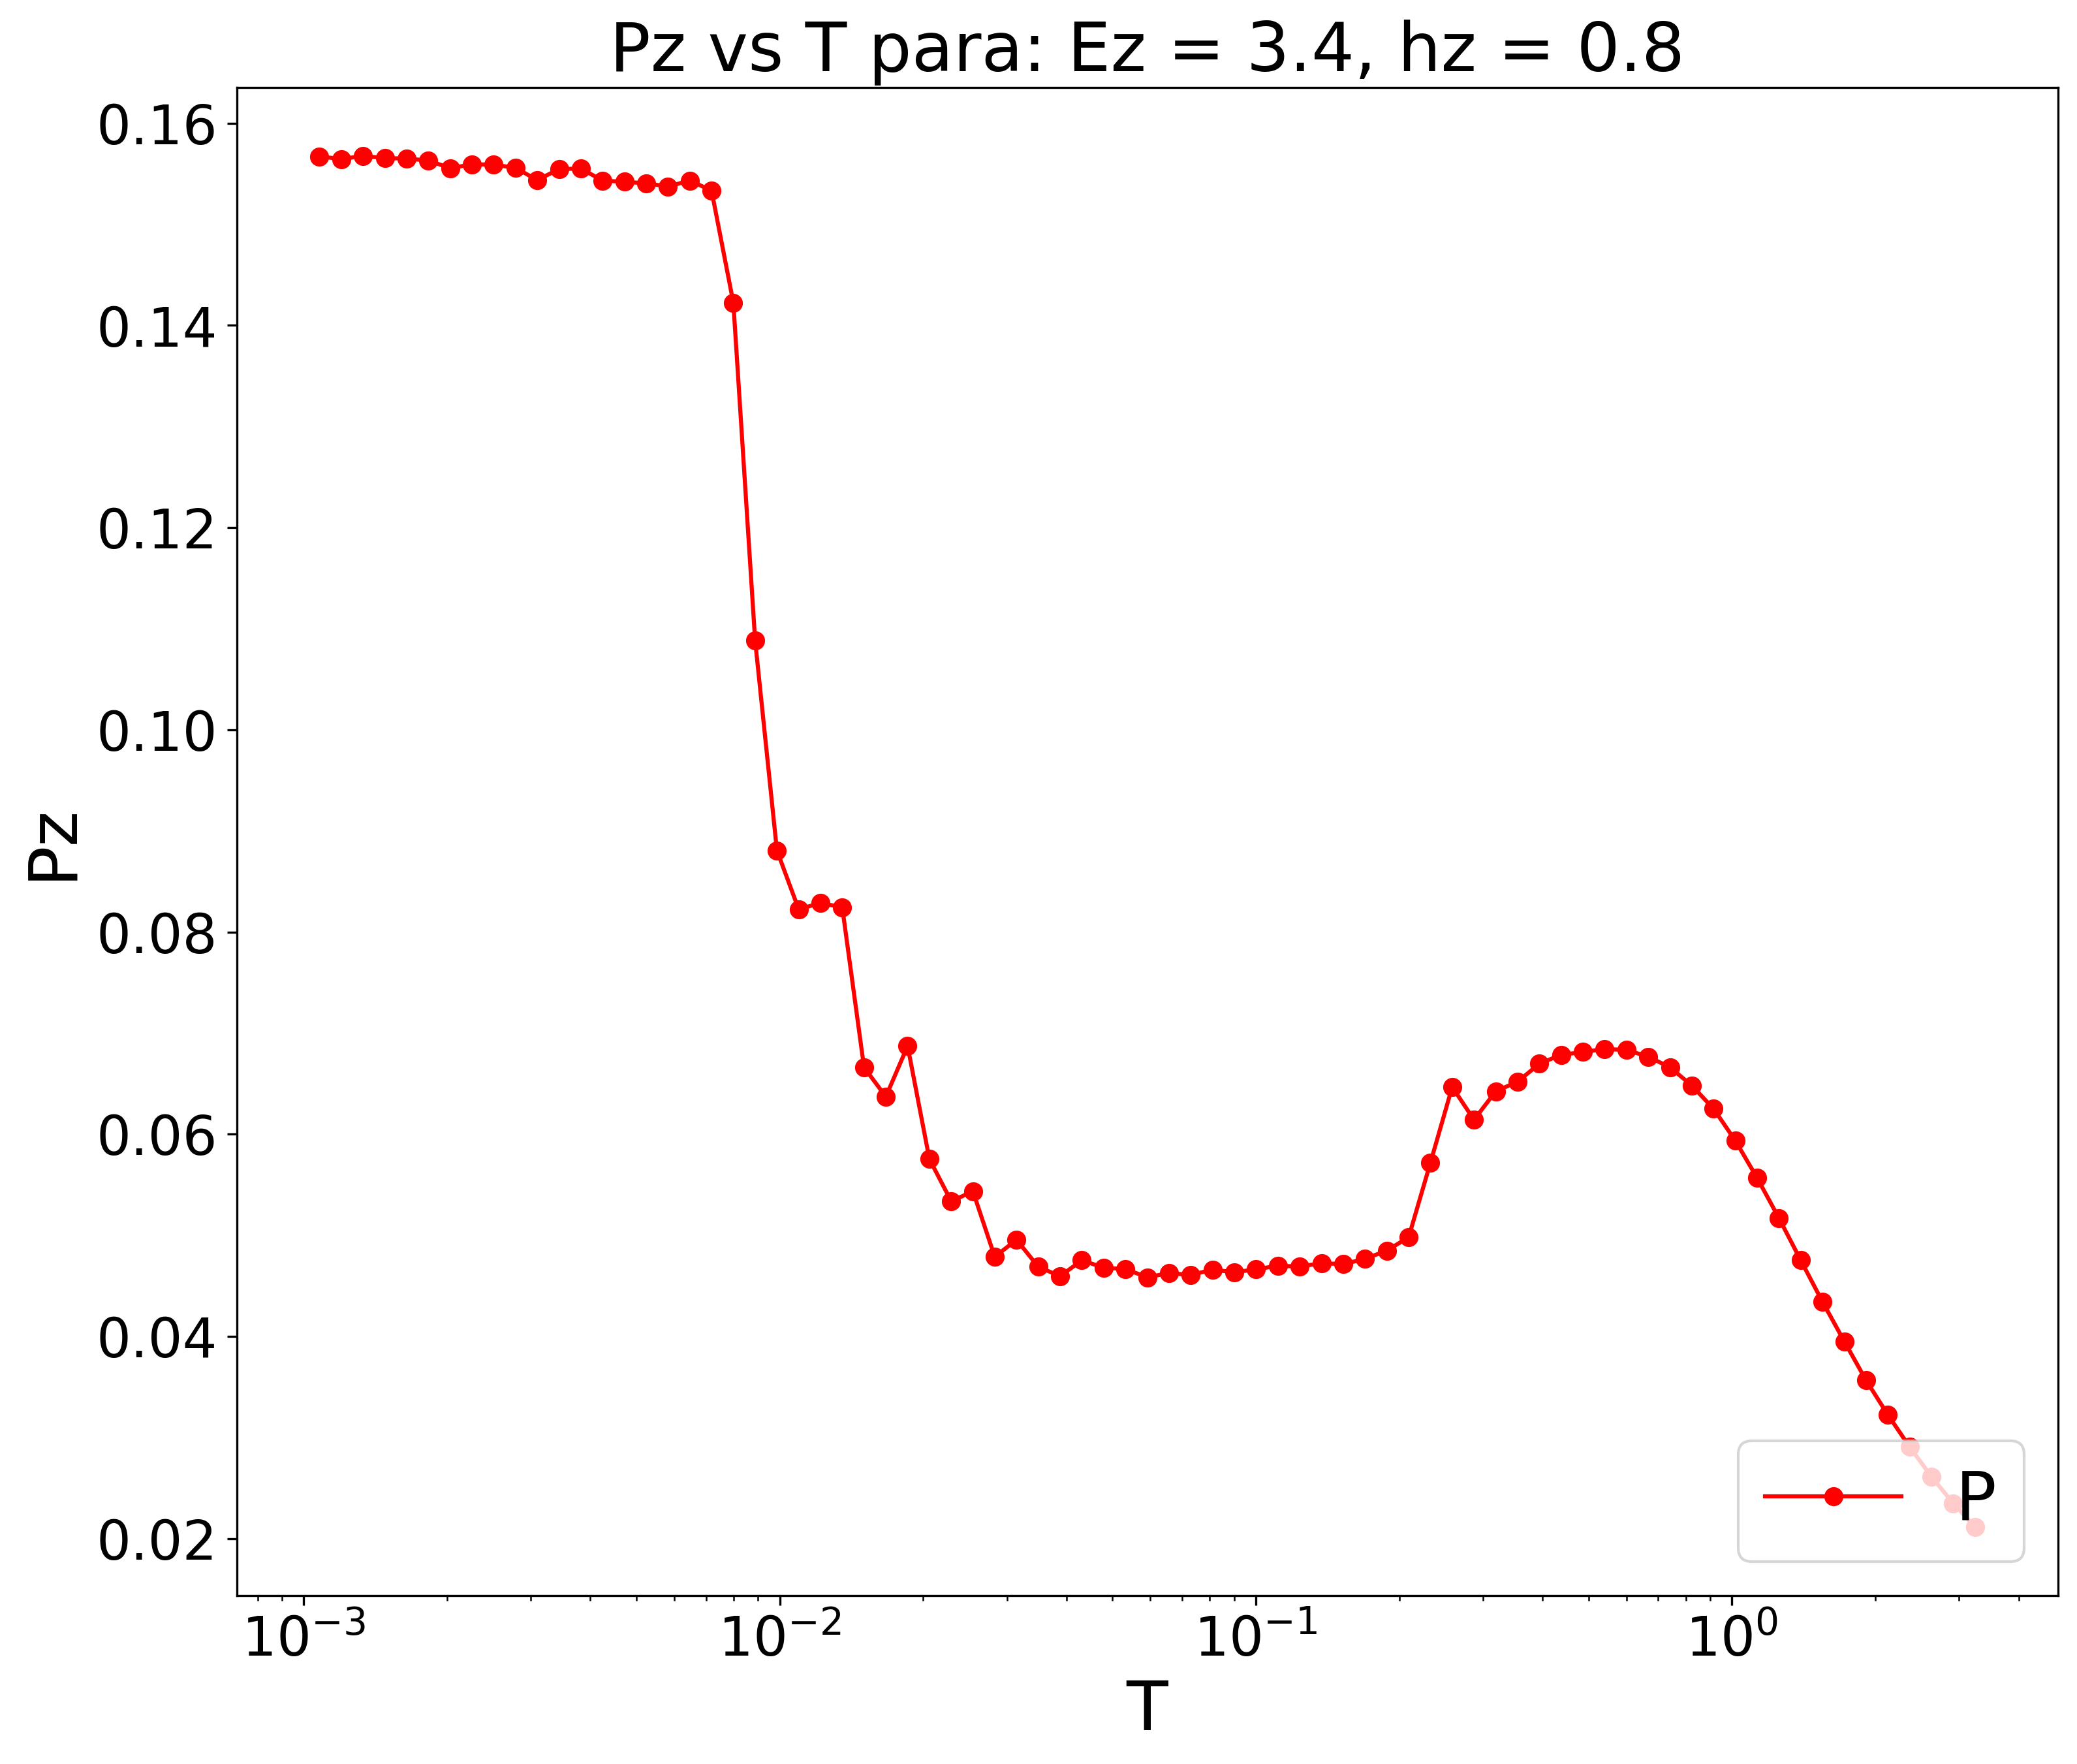 Pz vs T para: Ez = 3.4, hz = 0.8
0.16
0.14
0.12
0.10
0.08
0.06
0.04
0.02
Pz
P
10⁻³ 10⁻² 10⁻¹ 10⁰
T